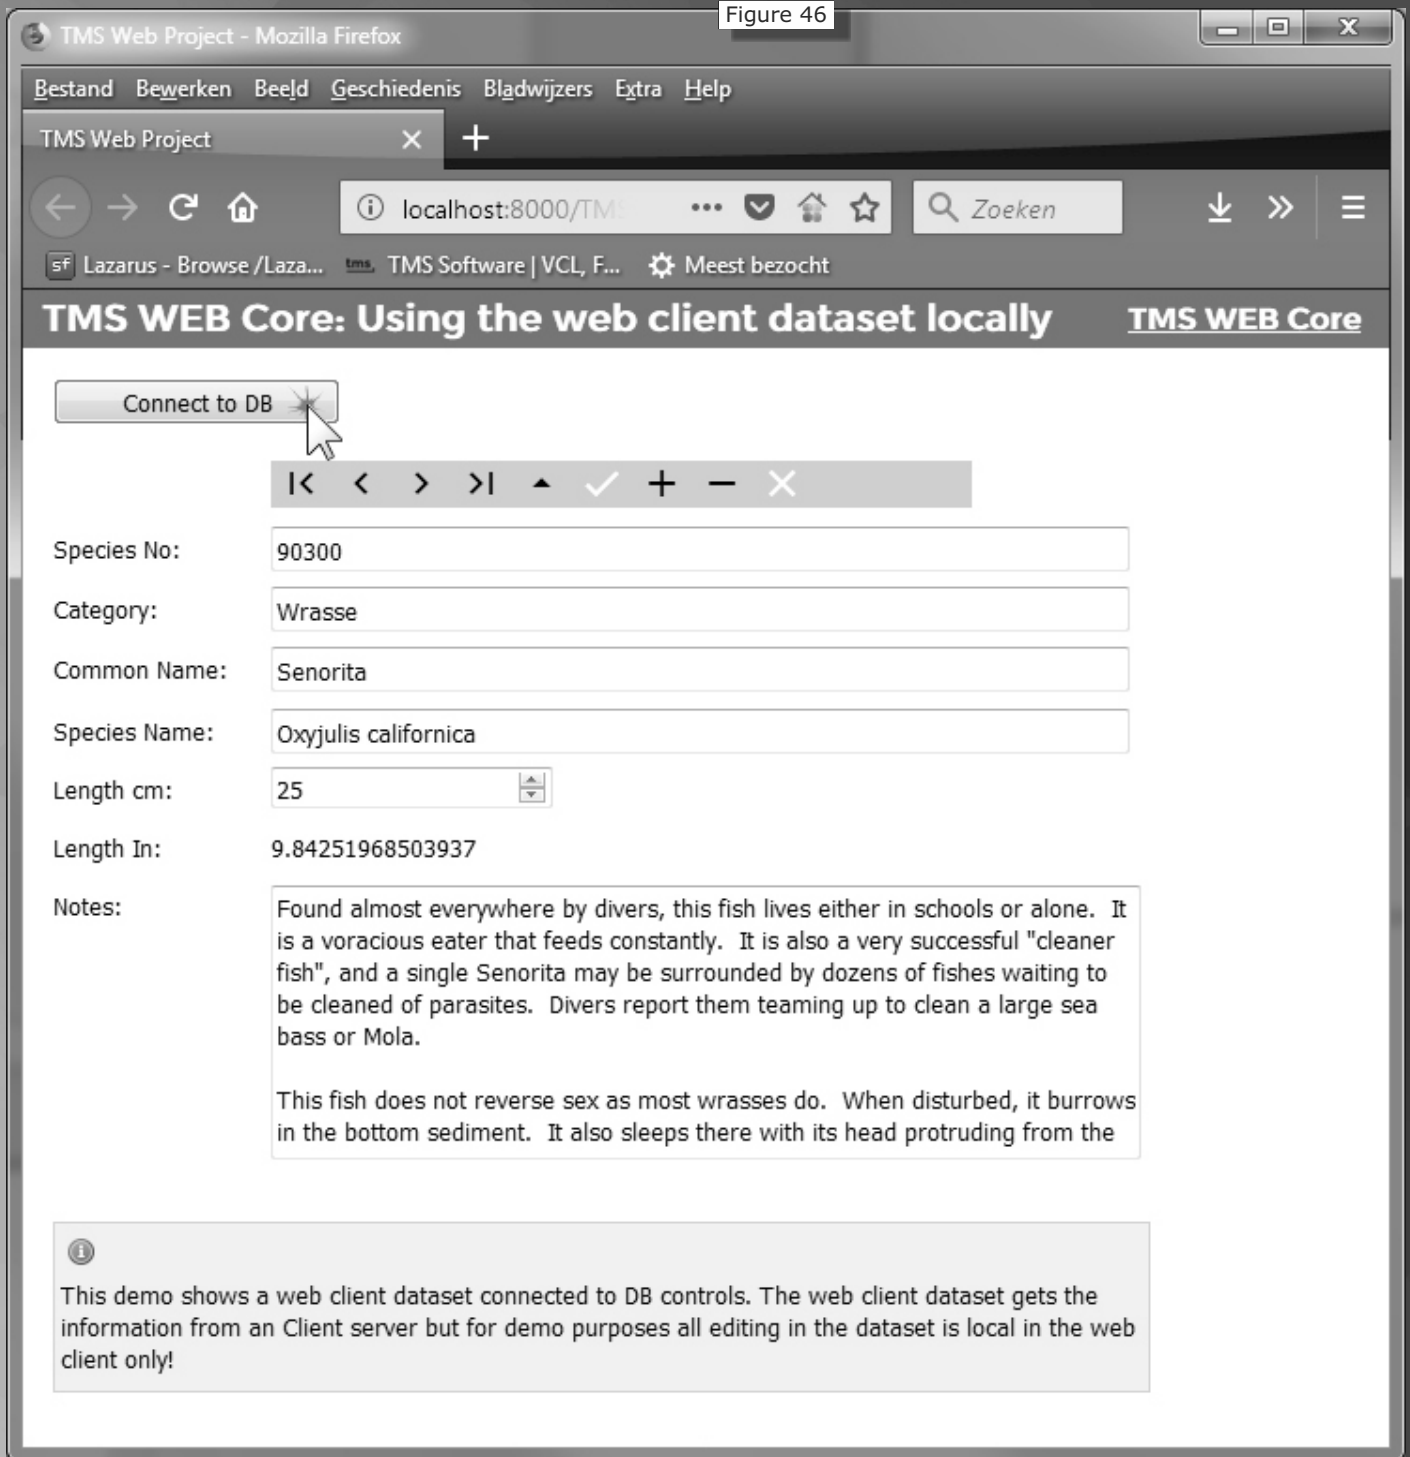 Figure 46
TMS Web Project - Mozilla Firefox
Bestand Bewerken Beeld Geschiedenis Bladwijzers Extra Help
TMS Web Project
localhost:8000/TMS
Zoeken
sf Lazarus - Browse /Laza... tms, TMS Software | VCL, F... Meest bezocht
TMS WEB Core: Using the web client dataset locally TMS WEB Core
Connect to DB
Species No: 90300
Category: Wrasse
Common Name: Senorita
Species Name: Oxyjulis californica
Length cm: 25
Length In: 9.84251968503937
Notes: Found almost everywhere by divers, this fish lives either in schools or alone. It
is a voracious eater that feeds constantly. It is also a very successful "cleaner
fish", and a single Senorita may be surrounded by dozens of fishes waiting to
be cleaned of parasites. Divers report them teaming up to clean a large sea
bass or Mola.
This fish does not reverse sex as most wrasses do. When disturbed, it burrows
in the bottom sediment. It also sleeps there with its head protruding from the
This demo shows a web client dataset connected to DB controls. The web client dataset gets the
information from an Client server but for demo purposes all editing in the dataset is local in the web
client only!